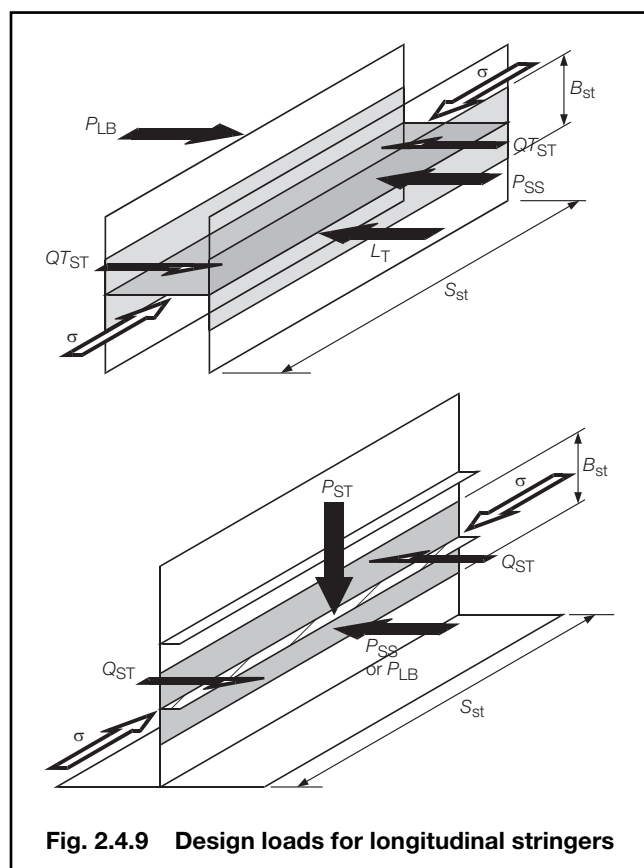 σ
B_st
P_LB
QT_ST
P_SS
QT_ST
L_T
S_st
σ
P_ST
B_st
σ
Q_ST
P_SS
or P_LB
Q_ST
S_st
σ
Fig. 2.4.9 Design loads for longitudinal stringers